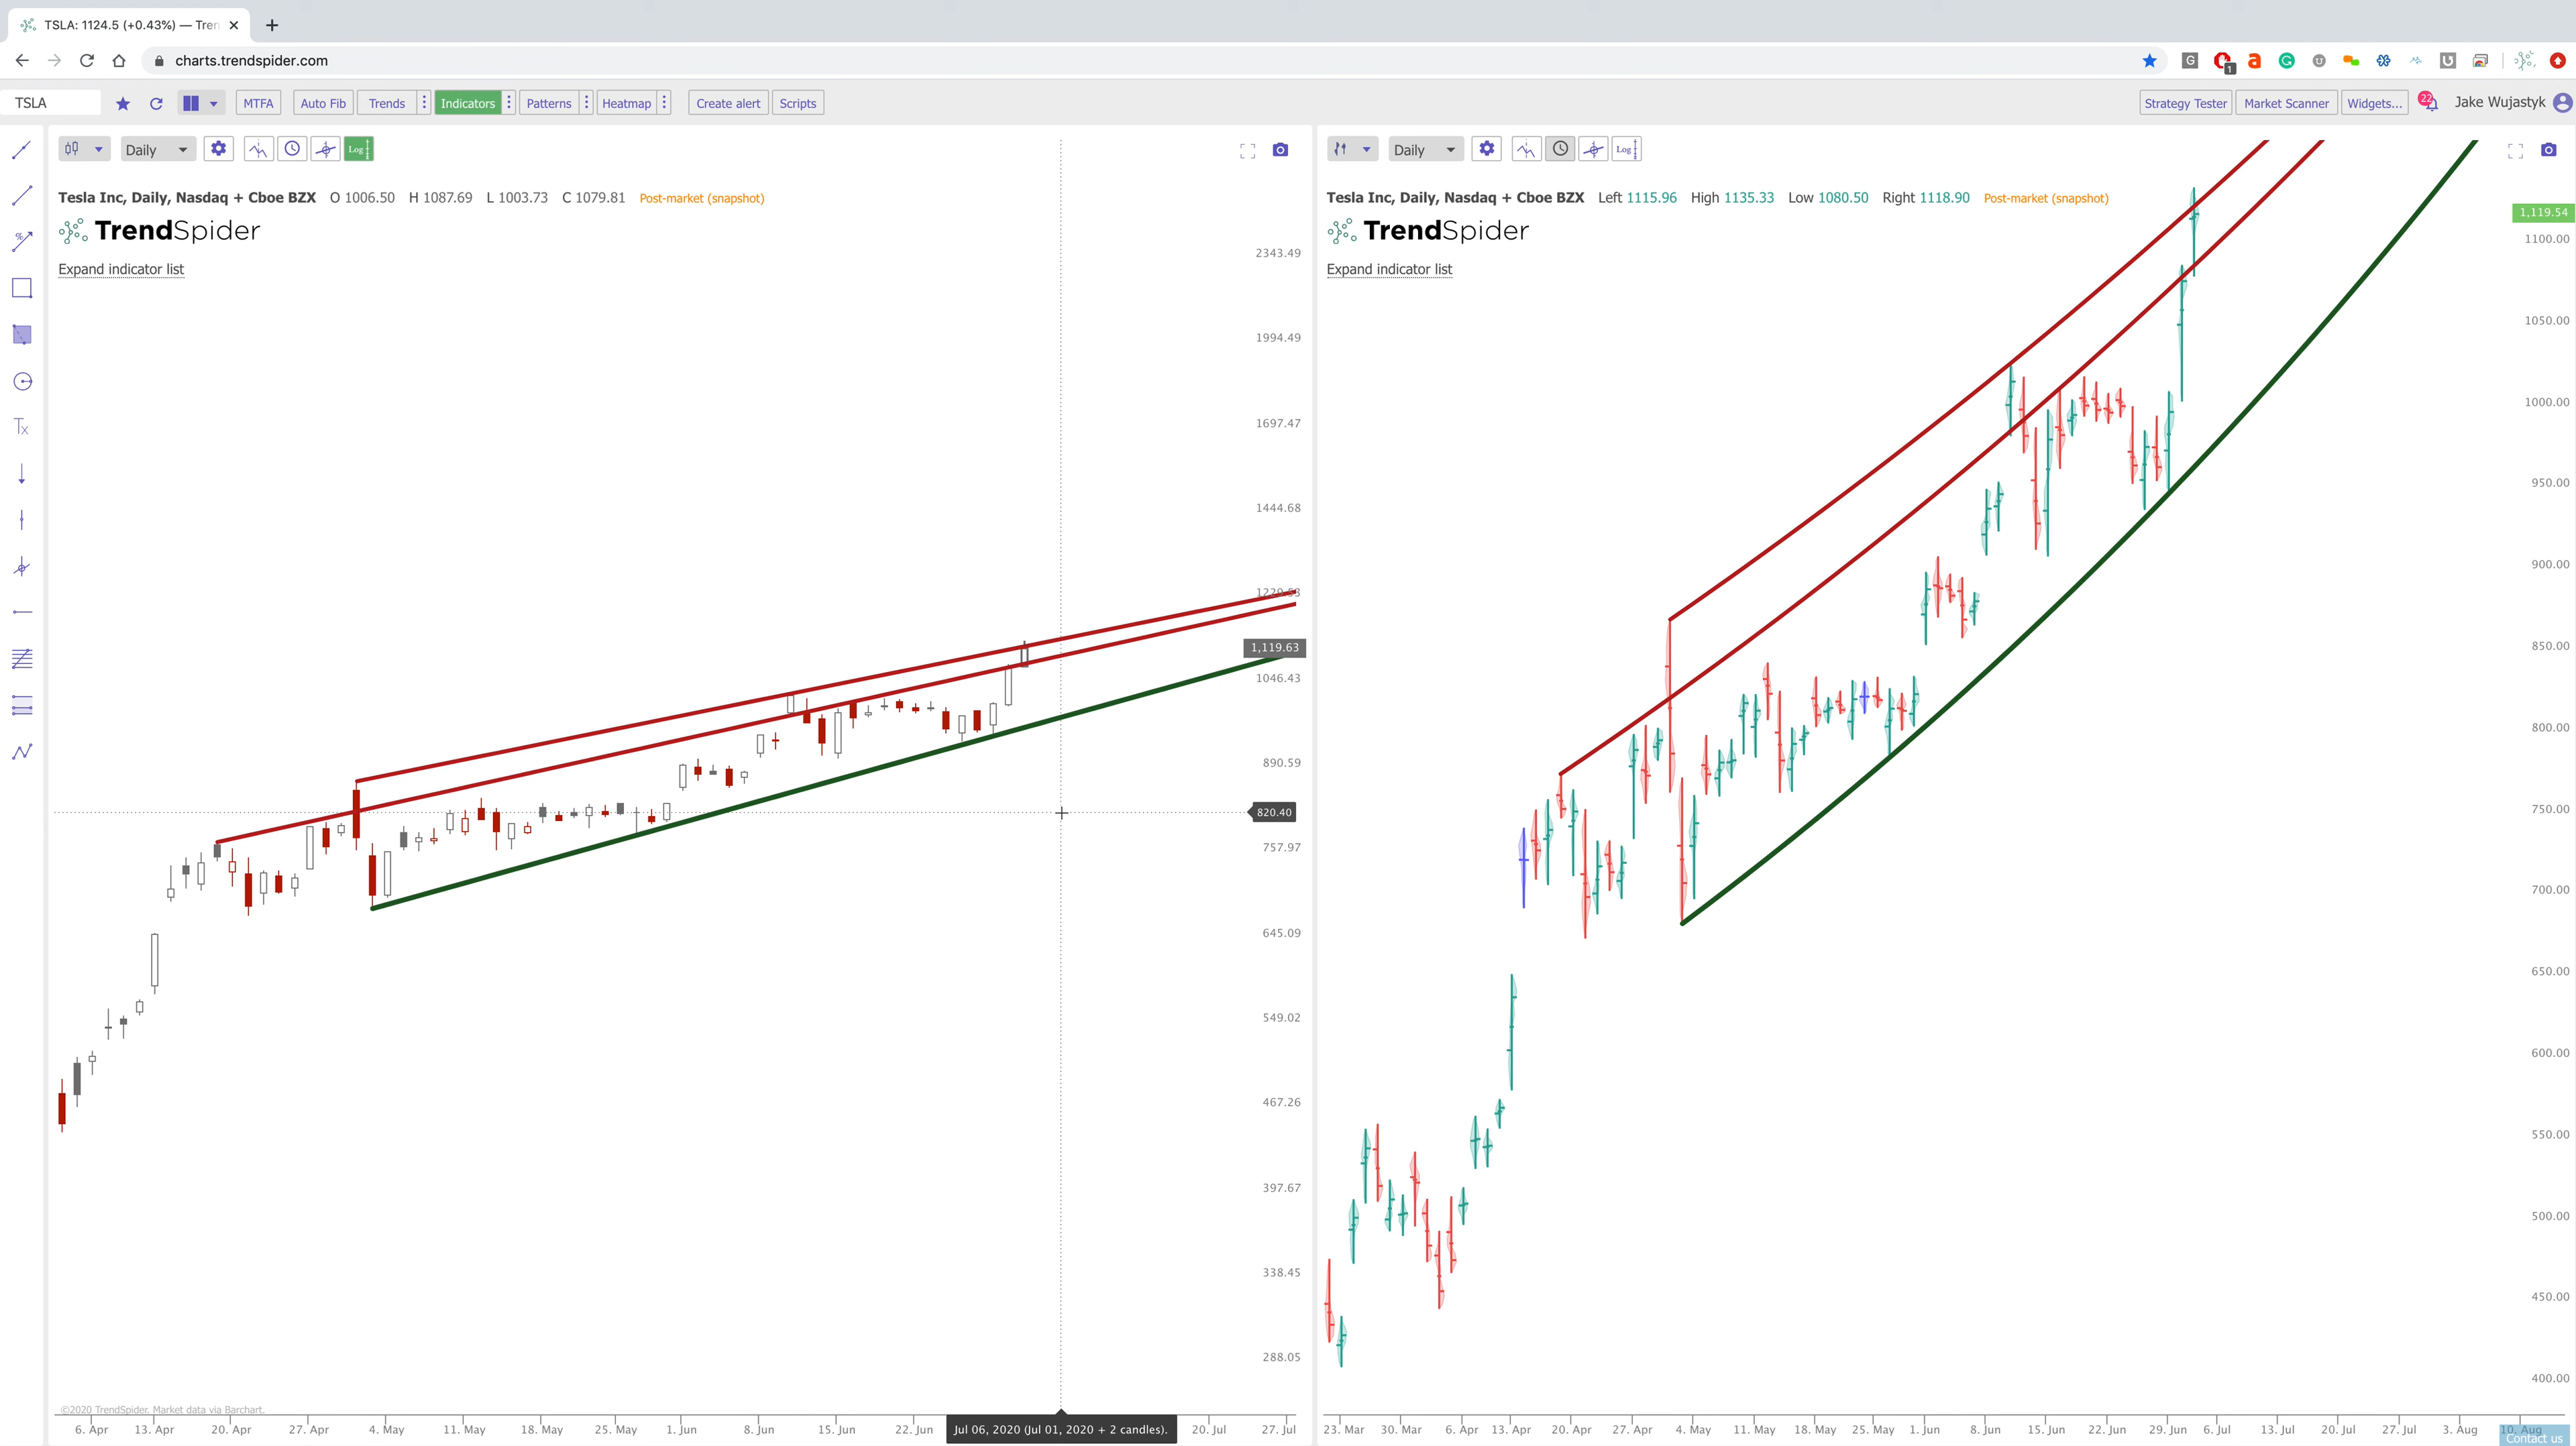 TSLA: 1124.5 (+0.43%) — Tren
charts.trendspider.com
TSLA MTFA Auto Fib Trends Indicators Patterns Heatmap Create alert Scripts Strategy Tester Market Scanner Widgets... 22 Jake Wujastyk
Daily Log
Tesla Inc, Daily, Nasdaq + Cboe BZX O 1006.50 H 1087.69 L 1003.73 C 1079.81 Post-market (snapshot)
TrendSpider
Expand indicator list
2343.49
1994.49
1697.47
1444.68
1229.53
1,119.63
1046.43
890.59
820.40
757.97
645.09
549.02
467.26
397.67
338.45
288.05
©2020 TrendSpider. Market data via Barchart.
6. Apr 13. Apr 20. Apr 27. Apr 4. May 11. May 18. May 25. May 1. Jun 8. Jun 15. Jun 22. Jun Jul 06, 2020 (Jul 01, 2020 + 2 candles). 20. Jul 27. Jul
Daily Log
Tesla Inc, Daily, Nasdaq + Cboe BZX Left 1115.96 High 1135.33 Low 1080.50 Right 1118.90 Post-market (snapshot)
TrendSpider
Expand indicator list
1,119.54
1100.00
1050.00
1000.00
950.00
900.00
850.00
800.00
750.00
700.00
650.00
600.00
550.00
500.00
450.00
400.00
23. Mar 30. Mar 6. Apr 13. Apr 20. Apr 27. Apr 4. May 11. May 18. May 25. May 1. Jun 8. Jun 15. Jun 22. Jun 29. Jun 6. Jul 13. Jul 20. Jul 27. Jul 3. Aug 10. Aug
Contact us